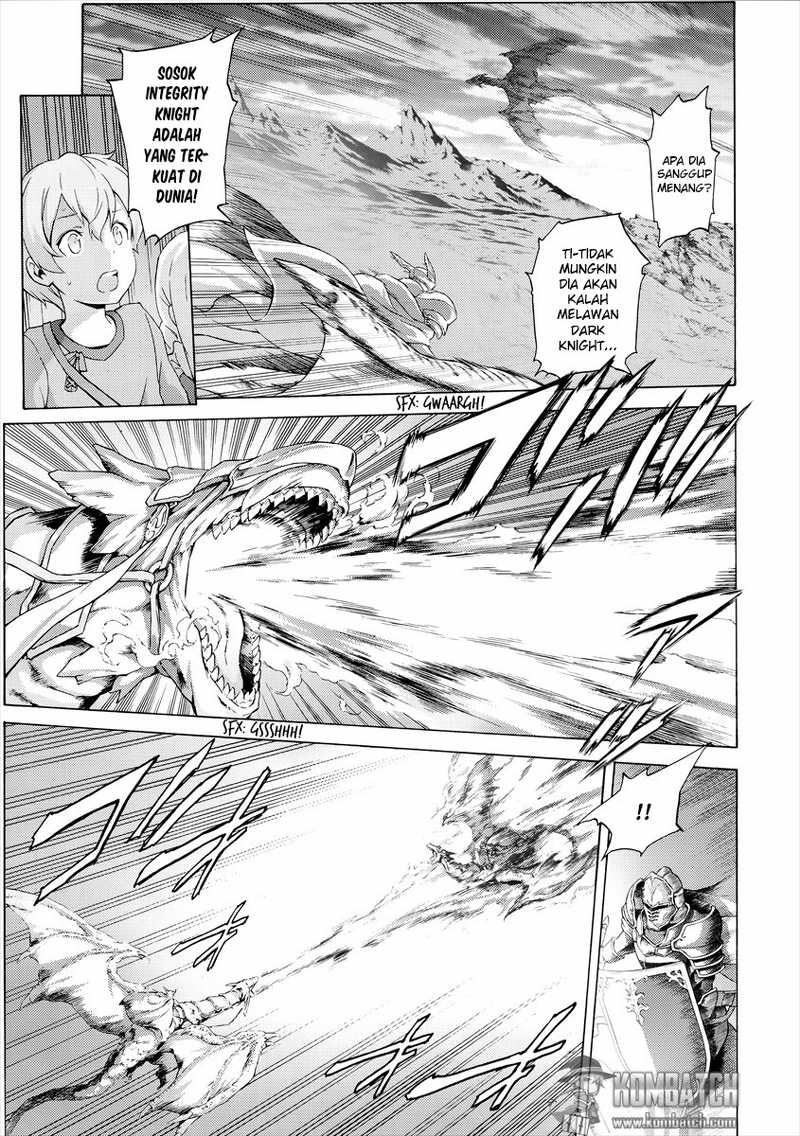 APA DIA
SANGGUP
MENANG?
TI-TIDAK
MUNGKIN
DIA AKAN
KALAH
MELAWAN
DARK
KNIGHT...
SOSOK
INTEGRITY
KNIGHT
ADALAH
YANG TER-
KUAT DI
DUNIA!
SFX: GWAARGH!
SFX: GSSSHHH!
!!
KOMBATCH
www.kombatch.com